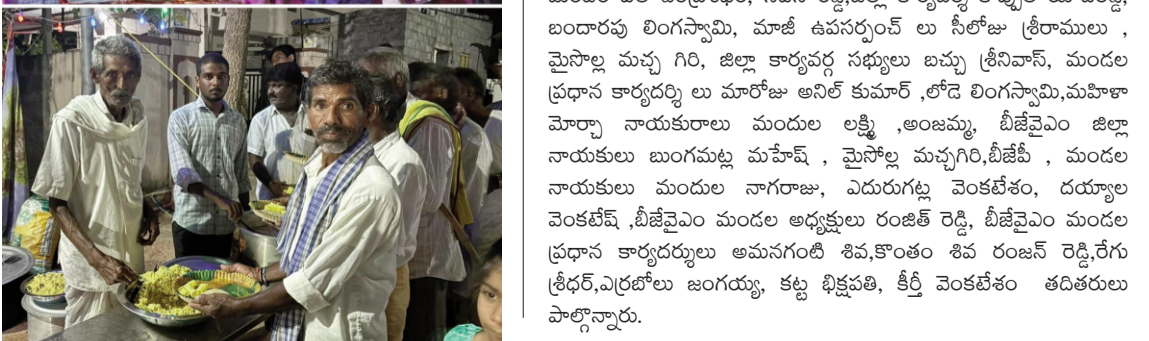 బందారపు లింగస్వామి, మాజీ ఉపసర్పంచ్ లు సీలోజు శ్రీరాములు ,
మైసొల్ల మచ్చ గిరి, జిల్లా కార్యవర్గ సభ్యులు బచ్చు శ్రీనివాస్, మండల
ప్రధాన కార్యదర్శి లు మారోజు అనిల్ కుమార్ ,లోడె లింగస్వామి,మహిళా
మోర్చా నాయకురాలు మందుల లక్ష్మి ,అంజమ్మ, బీజేవైఎం జిల్లా
నాయకులు బుంగమట్ల మహేష్ , మైసోల్ల మచ్చగిరి,బీజేపీ , మండల
నాయకులు మందుల నాగరాజు, ఎదురుగట్ల వెంకటేశం, దయ్యాల
వెంకటేష్ ,బీజేవైఎం మండల అధ్యక్షులు రంజిత్ రెడ్డి, బీజేవైఎం మండల
ప్రధాన కార్యదర్శులు అమనగంటి శివ,కొంతం శివ రంజన్ రెడ్డి,రేగు
శ్రీధర్,ఎర్రబోలు జంగయ్య, కట్ట భిక్షపతి, కీర్తీ వెంకటేశం తదితరులు
పాల్గొన్నారు.